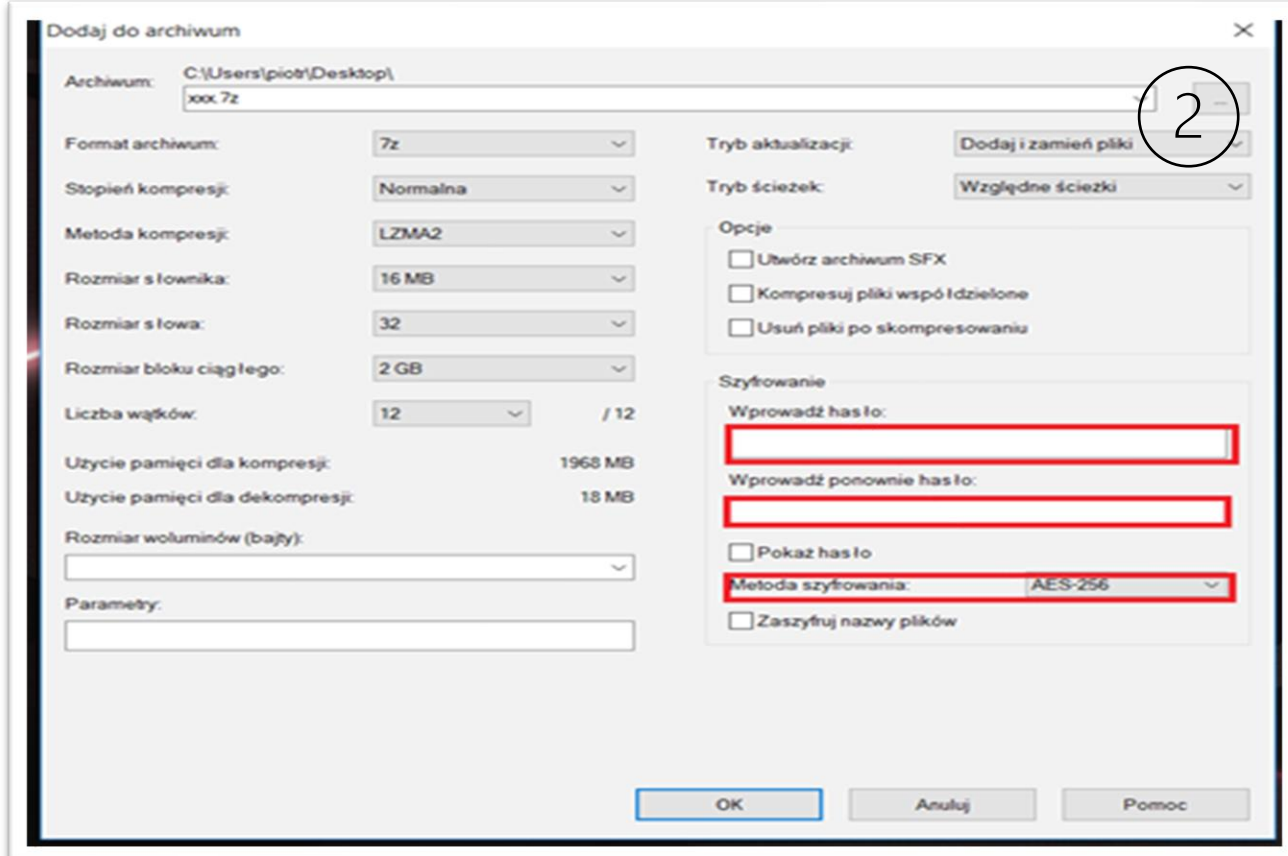 Dodaj do archiwum
Archiwum: C:\Users\piotr\Desktop\
xxx.7z
...
2
Format archiwum: 7z
Stopień kompresji: Normalna
Metoda kompresji: LZMA2
Rozmiar słownika: 16 MB
Rozmiar słowa: 32
Rozmiar bloku ciągłego: 2 GB
Liczba wątków: 12 / 12
Użycie pamięci dla kompresji: 1968 MB
Użycie pamięci dla dekompresji: 18 MB
Rozmiar woluminów (bajty):
Parametry:
Tryb aktualizacji: Dodaj i zamień pliki
Tryb ścieżek: Względne ścieżki
Opcje
Utwórz archiwum SFX
Kompresuj pliki współdzielone
Usuń pliki po skompresowaniu
Szyfrowanie
Wprowadź hasło:
Wprowadź ponownie hasło:
Pokaż hasło
Metoda szyfrowania: AES-256
Zaszyfruj nazwy plików
OK Anuluj Pomoc